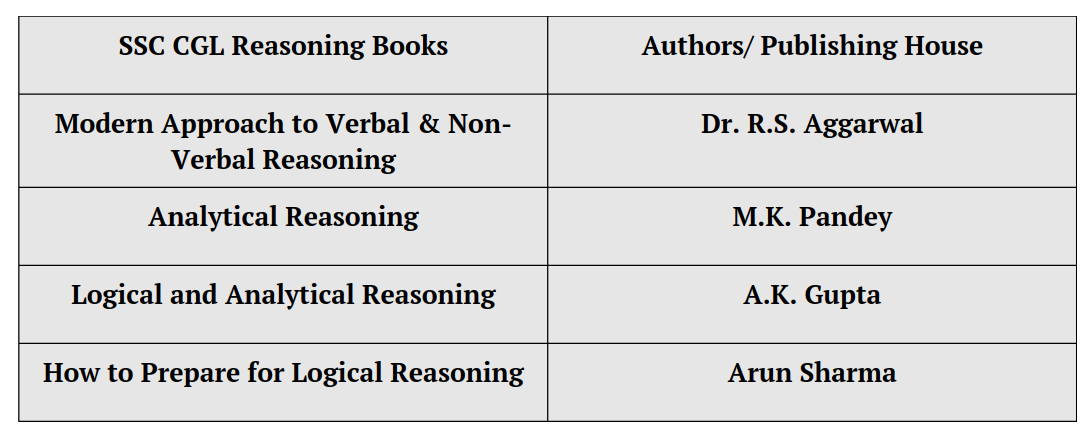 SSC CGL Reasoning Books
Authors/ Publishing House
Modern Approach to Verbal & Non-
Verbal Reasoning
Dr. R.S. Aggarwal
Analytical Reasoning
M.K. Pandey
Logical and Analytical Reasoning
A.K. Gupta
How to Prepare for Logical Reasoning
Arun Sharma